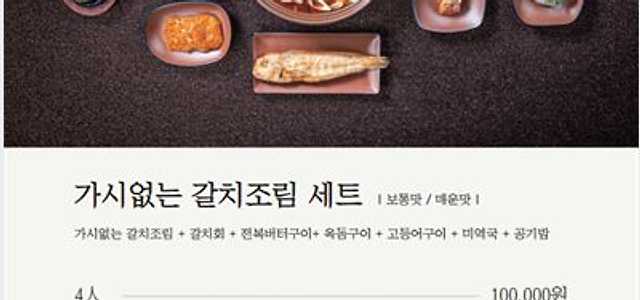 가시없는 갈치조림 세트 | 보통맛 / 매운맛 |
가시없는 갈치조림 + 갈치회 + 전복버터구이+ 옥돔구이 + 고등어구이 + 미역국 + 공기밥
4人 100,000원